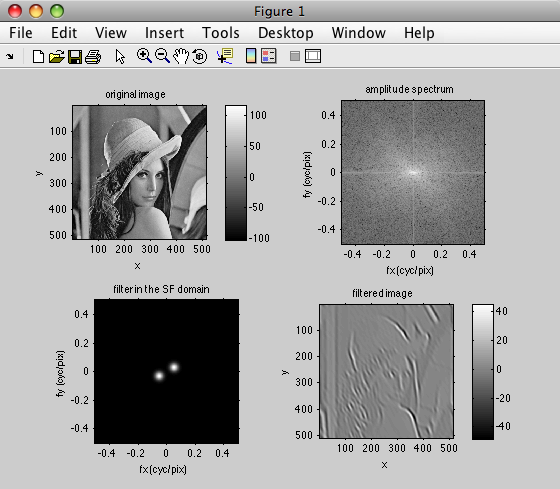 Figure 1
File Edit View Insert Tools Desktop Window Help
original image
100
200
300
400
500
y
100 200 300 400 500
x
100
50
0
-50
-100
amplitude spectrum
0.4
0.2
0
-0.2
-0.4
fy (cyc/pix)
-0.4 -0.2 0 0.2 0.4
fx(cyc/pix)
filter in the SF domain
0.4
0.2
0
-0.2
-0.4
fy (cyc/pix)
-0.4 -0.2 0 0.2 0.4
fx(cyc/pix)
filtered image
100
200
300
400
500
y
100 200 300 400 500
x
40
20
0
-20
-40